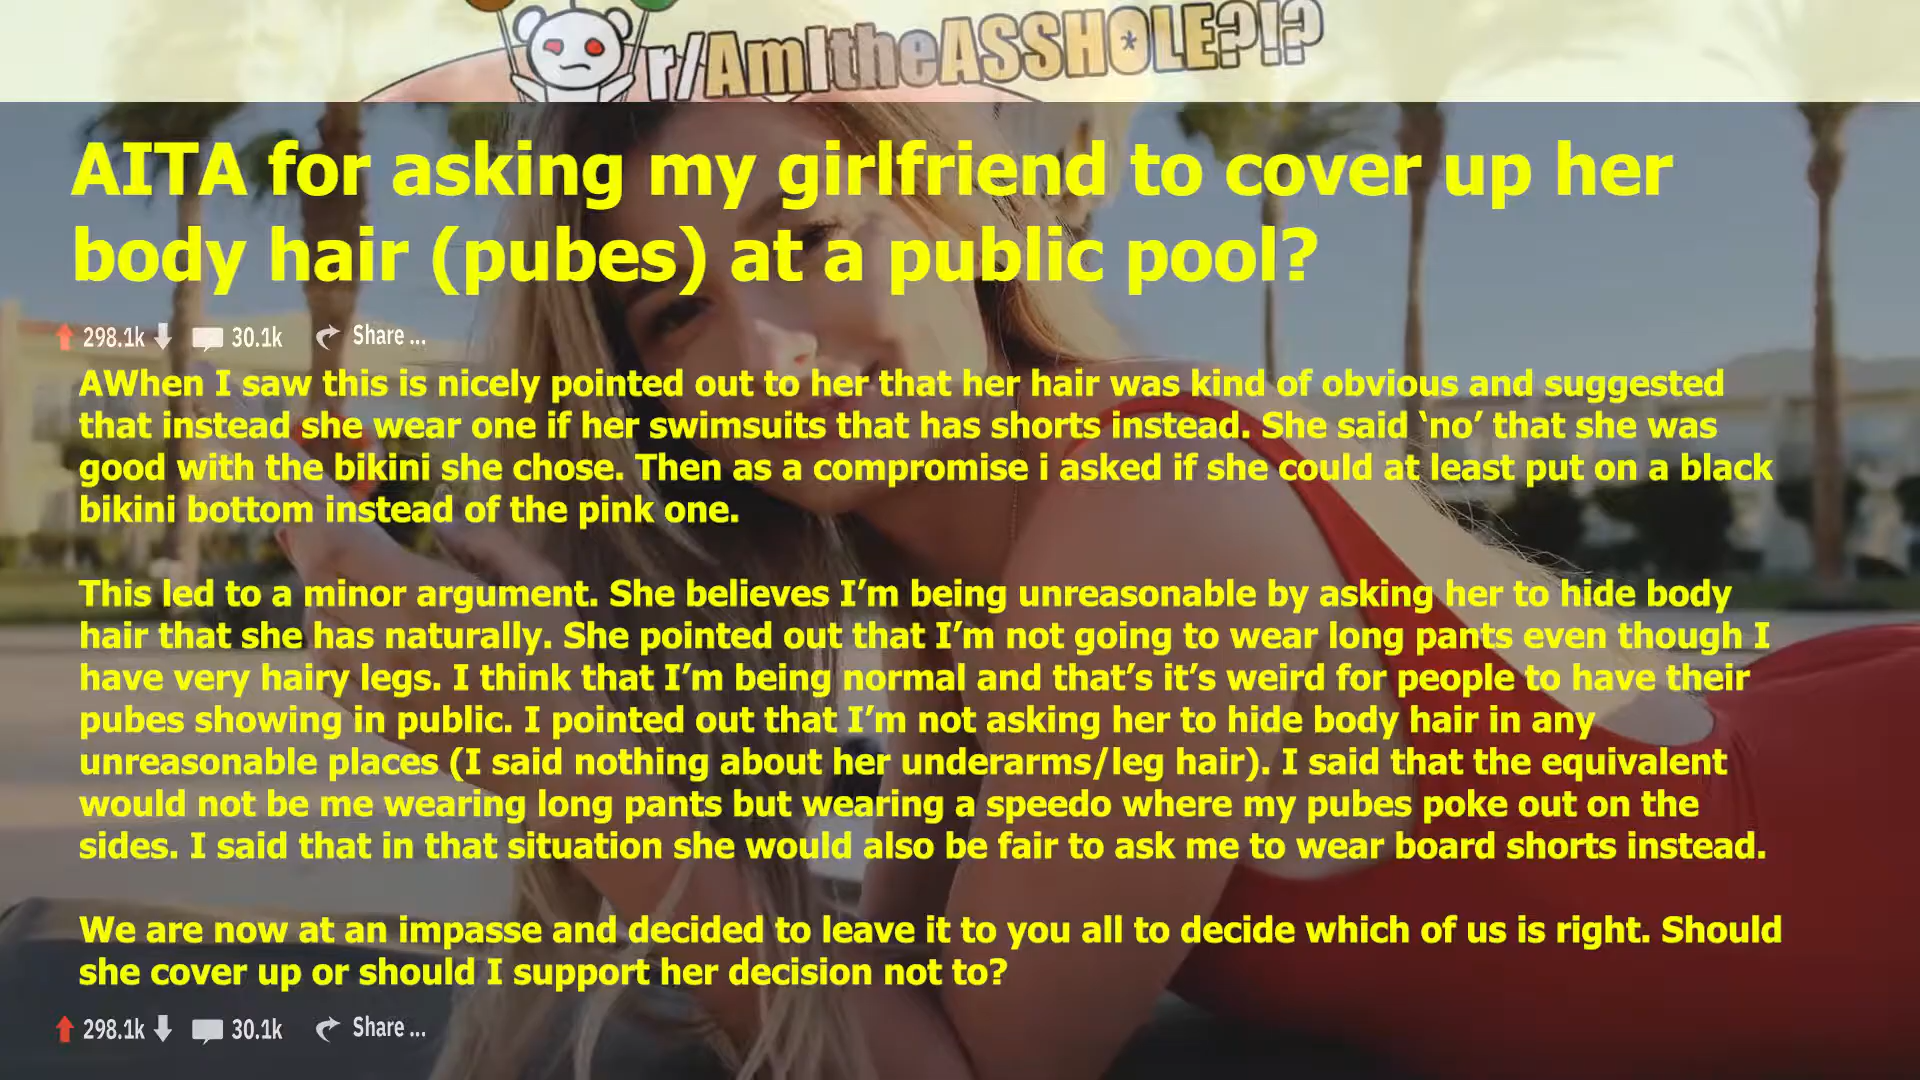 r/AmItheASSH*LE?!?
AITA for asking my girlfriend to cover up her
body hair (pubes) at a public pool?
298.1k 30.1k Share ...
AWhen I saw this is nicely pointed out to her that her hair was kind of obvious and suggested
that instead she wear one if her swimsuits that has shorts instead. She said ‘no’ that she was
good with the bikini she chose. Then as a compromise i asked if she could at least put on a black
bikini bottom instead of the pink one.
This led to a minor argument. She believes I’m being unreasonable by asking her to hide body
hair that she has naturally. She pointed out that I’m not going to wear long pants even though I
have very hairy legs. I think that I’m being normal and that’s it’s weird for people to have their
pubes showing in public. I pointed out that I’m not asking her to hide body hair in any
unreasonable places (I said nothing about her underarms/leg hair). I said that the equivalent
would not be me wearing long pants but wearing a speedo where my pubes poke out on the
sides. I said that in that situation she would also be fair to ask me to wear board shorts instead.
We are now at an impasse and decided to leave it to you all to decide which of us is right. Should
she cover up or should I support her decision not to?
298.1k 30.1k Share ...